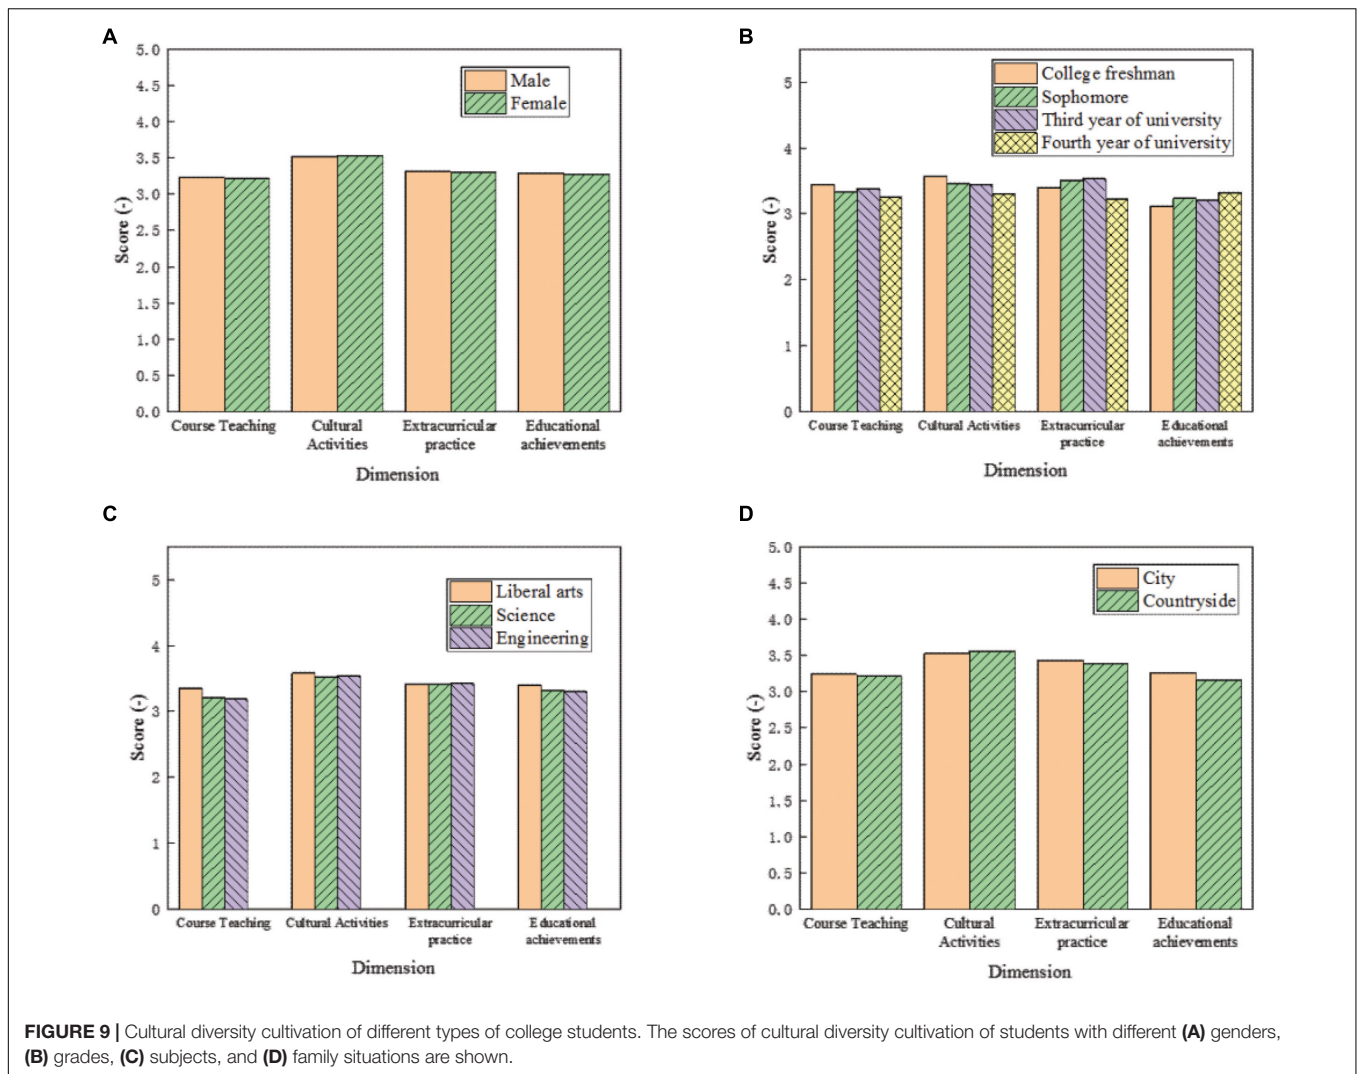 A
5.0
4.5
4.0
3.5
3.0
2.5
2.0
1.5
1.0
0.5
0.0
Score (-)
Male
Female
Course Teaching
Cultural
Activities
Extracurricular
practice
Educational
achievements
Dimension
B
5
4
3
2
1
0
Score (-)
College freshman
Sophomore
Third year of university
Fourth year of university
Course Teaching
Cultural Activities
Extracurricular
practice
Educational
achievements
Dimension
C
5
4
3
2
1
0
Score (-)
Liberal arts
Science
Engineering
Course Teaching
Cultural Activities
Extracurricular
practice
Educational
achievements
Dimension
D
5.0
4.5
4.0
3.5
3.0
2.5
2.0
1.5
1.0
0.5
0.0
Score (-)
City
Countryside
Course Teaching
Cultural
Activities
Extracurricular
practice
Educational
achievements
Dimension
FIGURE 9 | Cultural diversity cultivation of different types of college students. The scores of cultural diversity cultivation of students with different (A) genders,
(B) grades, (C) subjects, and (D) family situations are shown.